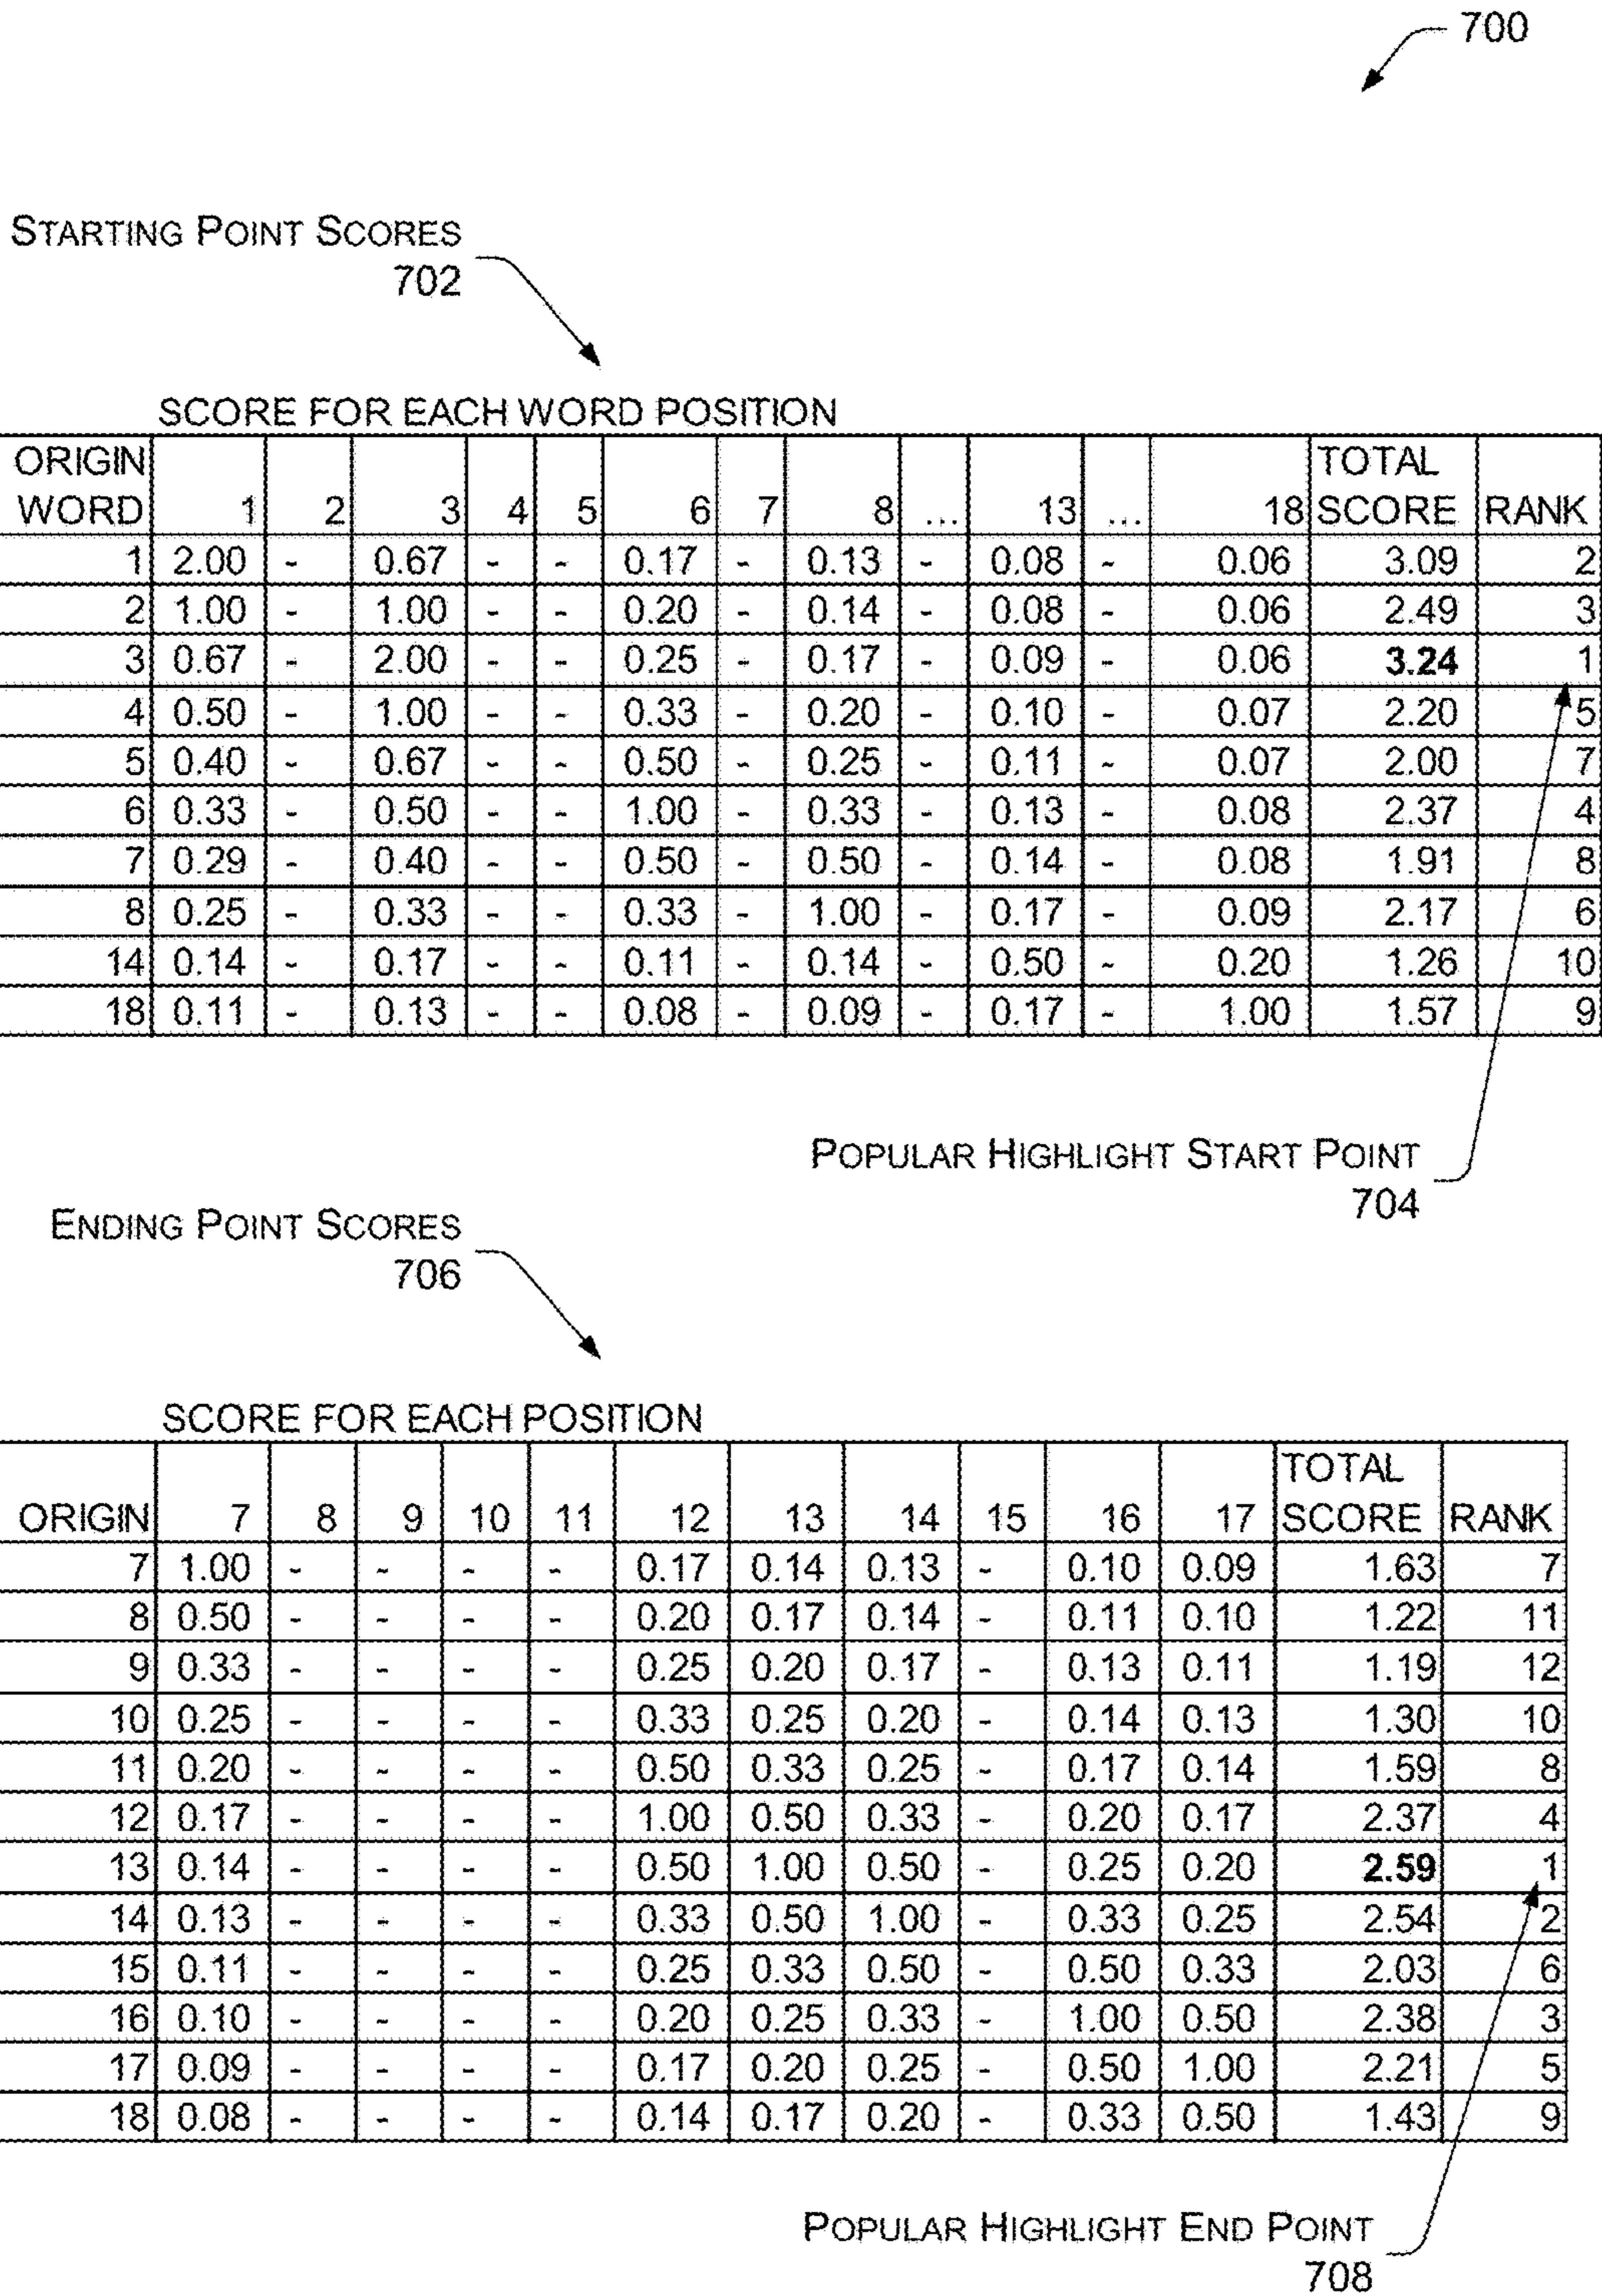 700
STARTING POINT SCORES
702
SCORE FOR EACH WORD POSITION
ORIGIN WORD 1 2 3 4 5 6 7 8 ... 13 ... 18 TOTAL SCORE RANK
1 2.00 - 0.67 - - 0.17 - 0.13 - 0.08 - 0.06 3.09 2
2 1.00 - 1.00 - - 0.20 - 0.14 - 0.08 - 0.06 2.49 3
3 0.67 - 2.00 - - 0.25 - 0.17 - 0.09 - 0.06 3.24 1
4 0.50 - 1.00 - - 0.33 - 0.20 - 0.10 - 0.07 2.20 5
5 0.40 - 0.67 - - 0.50 - 0.25 - 0.11 - 0.07 2.00 7
6 0.33 - 0.50 - - 1.00 - 0.33 - 0.13 - 0.08 2.37 4
7 0.29 - 0.40 - - 0.50 - 0.50 - 0.14 - 0.08 1.91 8
8 0.25 - 0.33 - - 0.33 - 1.00 - 0.17 - 0.09 2.17 6
14 0.14 - 0.17 - - 0.11 - 0.14 - 0.50 - 0.20 1.26 10
18 0.11 - 0.13 - - 0.08 - 0.09 - 0.17 - 1.00 1.57 9
POPULAR HIGHLIGHT START POINT
704
ENDING POINT SCORES
706
SCORE FOR EACH POSITION
ORIGIN 7 8 9 10 11 12 13 14 15 16 17 TOTAL SCORE RANK
7 1.00 - - - - 0.17 0.14 0.13 - 0.10 0.09 1.63 7
8 0.50 - - - - 0.20 0.17 0.14 - 0.11 0.10 1.22 11
9 0.33 - - - - 0.25 0.20 0.17 - 0.13 0.11 1.19 12
10 0.25 - - - - 0.33 0.25 0.20 - 0.14 0.13 1.30 10
11 0.20 - - - - 0.50 0.33 0.25 - 0.17 0.14 1.59 8
12 0.17 - - - - 1.00 0.50 0.33 - 0.20 0.17 2.37 4
13 0.14 - - - - 0.50 1.00 0.50 - 0.25 0.20 2.59 1
14 0.13 - - - - 0.33 0.50 1.00 - 0.33 0.25 2.54 2
15 0.11 - - - - 0.25 0.33 0.50 - 0.50 0.33 2.03 6
16 0.10 - - - - 0.20 0.25 0.33 - 1.00 0.50 2.38 3
17 0.09 - - - - 0.17 0.20 0.25 - 0.50 1.00 2.21 5
18 0.08 - - - - 0.14 0.17 0.20 - 0.33 0.50 1.43 9
POPULAR HIGHLIGHT END POINT
708